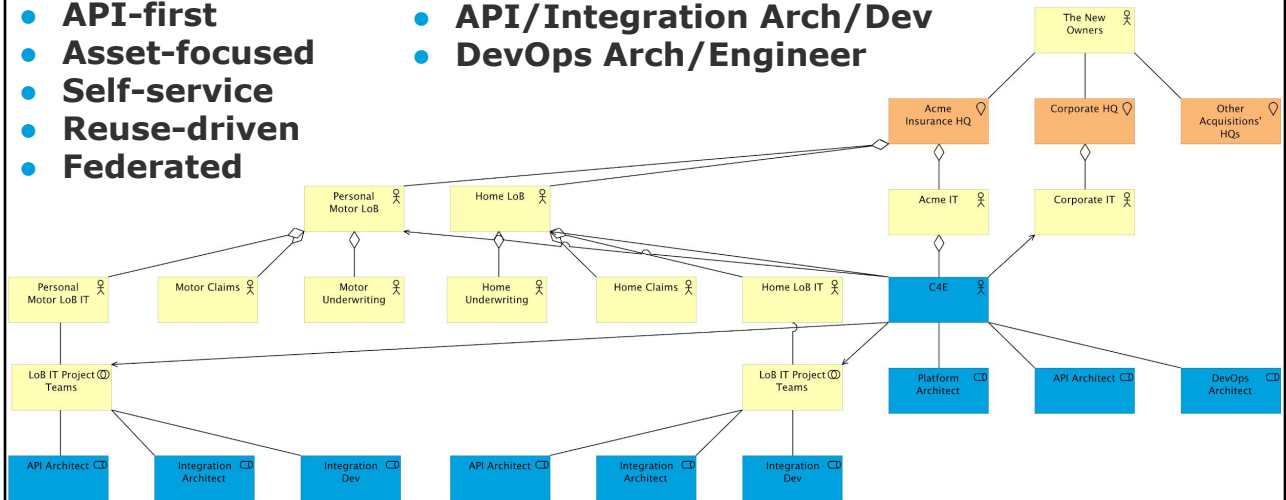 API-first
Asset-focused
Self-service
Reuse-driven
Federated
API/Integration Arch/Dev
DevOps Arch/Engineer
The New
Owners
Acme
Insurance HQ
Corporate HQ
Other
Acquisitions'
HQs
Personal
Motor LoB
Home LoB
Acme IT
Corporate IT
Personal
Motor LoB IT
Motor Claims
Motor
Underwriting
Home
Underwriting
Home Claims
Home LoB IT
C4E
LoB IT Project
Teams
LoB IT Project
Teams
Platform
Architect
API Architect
DevOps
Architect
API Architect
Integration
Architect
Integration
Dev
API Architect
Integration
Architect
Integration
Dev